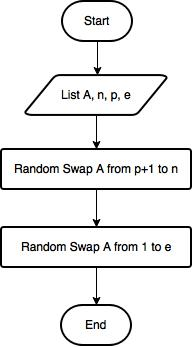 Start
List A, n, p, e
Random Swap A from p+1 to n
Random Swap A from 1 to e
End